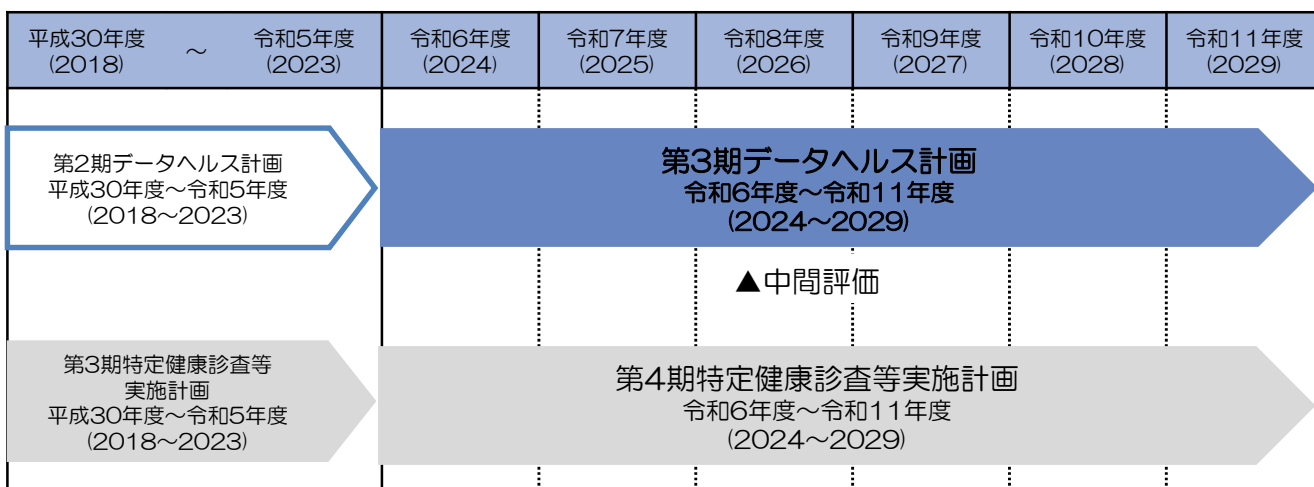 平成30年度 ～ 令和5年度 令和6年度 令和7年度 令和8年度 令和9年度 令和10年度 令和11年度
(2018) (2023) (2024) (2025) (2026) (2027) (2028) (2029)
第2期データヘルス計画
平成30年度～令和5年度
(2018～2023)
第3期データヘルス計画
令和6年度～令和11年度
(2024～2029)
▲中間評価
第3期特定健康診査等
実施計画
平成30年度～令和5年度
(2018～2023)
第4期特定健康診査等実施計画
令和6年度～令和11年度
(2024～2029)